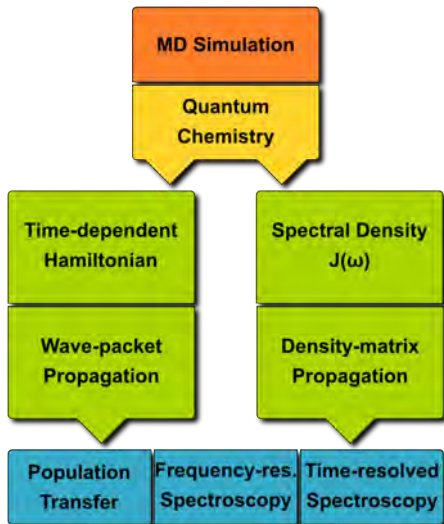 MD Simulation
Quantum
Chemistry
Time-dependent
Hamiltonian
Spectral Density
J(ω)
Wave-packet
Propagation
Density-matrix
Propagation
Population
Transfer
Frequency-res.
Spectroscopy
Time-resolved
Spectroscopy